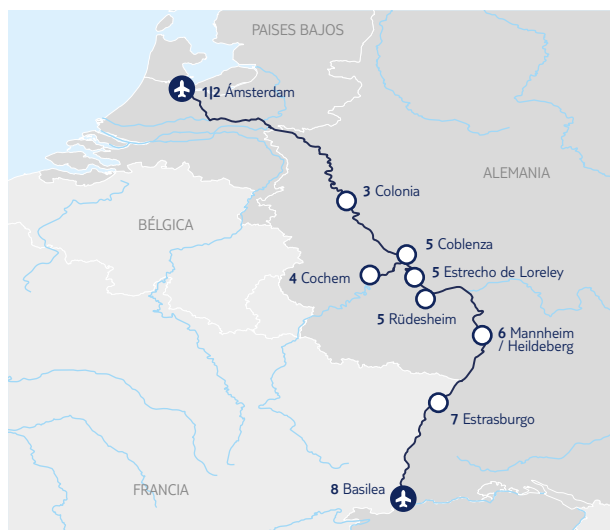 PAISES BAJOS
1|2 Ámsterdam
ALEMANIA
3 Colonia
BÉLGICA
5 Coblenza
4 Cochem
5 Estrecho de Loreley
5 Rüdesheim
6 Mannheim
/ Heildeberg
7 Estrasburgo
8 Basilea
FRANCIA